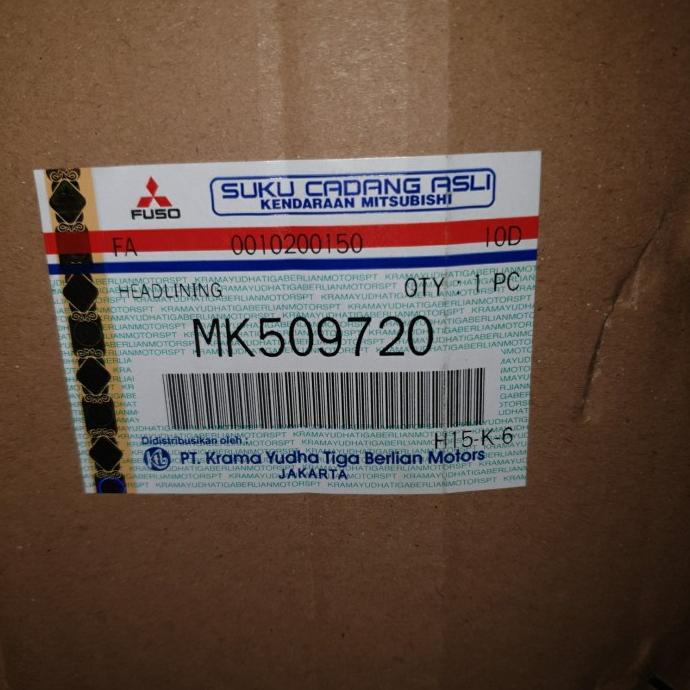 FUSO
SUKU CADANG ASLI
KENDARAAN MITSUBISHI
FA 0010200150 10D
HEADLINING QTY : 1 PC
MK509720
H15-K-6
Didistribusikan oleh :
PT. Krama Yudha Tiga Berlian Motors
JAKARTA